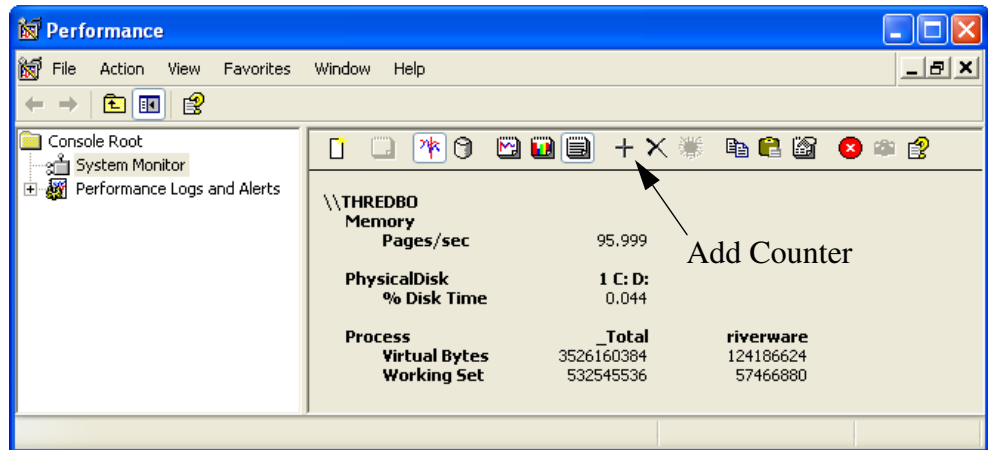 Performance
File Action View Favorites Window Help
Console Root
System Monitor
Performance Logs and Alerts
\\THREDBO
Memory
Pages/sec 95.999
Add Counter
PhysicalDisk 1 C: D:
% Disk Time 0.044
Process _Total riverware
Virtual Bytes 3526160384 124186624
Working Set 532545536 57466880